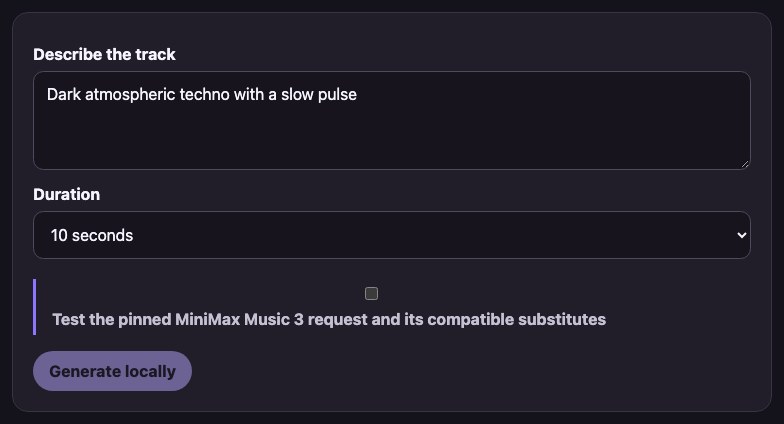 Describe the track
Dark atmospheric techno with a slow pulse
Duration
10 seconds
Test the pinned MiniMax Music 3 request and its compatible substitutes
Generate locally